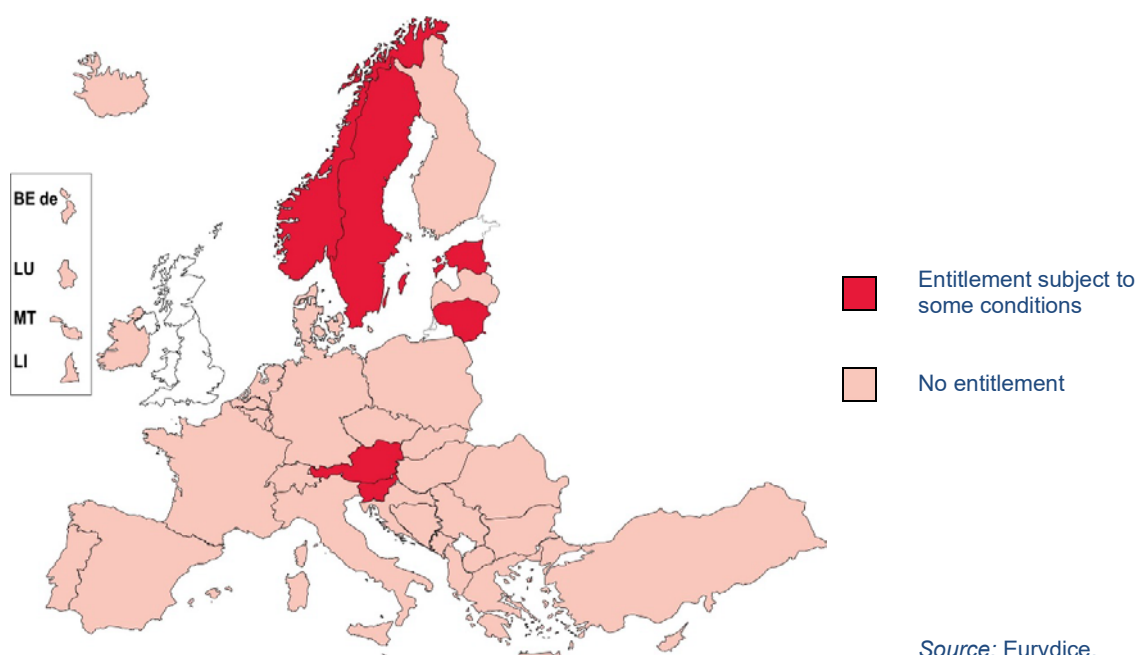 BE de
LU
MT
LI
Entitlement subject to
some conditions
No entitlement
Source: Eurydice.